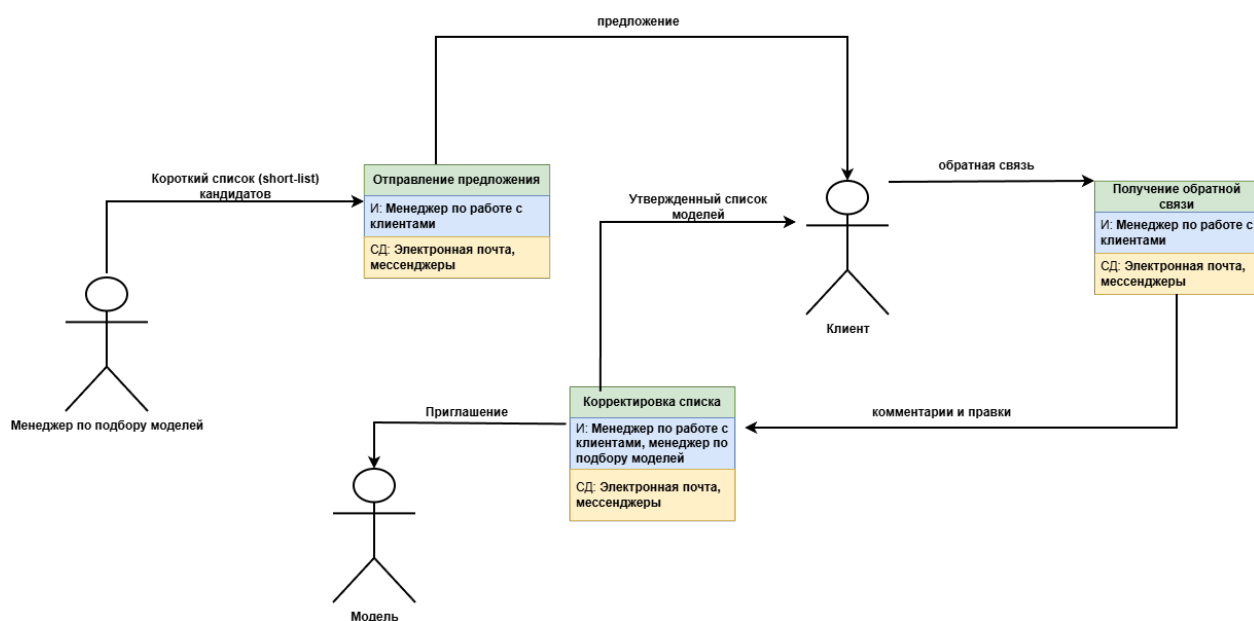 предложение
Короткий список (short-list)
кандидатов
Отправление предложения
И: Менеджер по работе с
клиентами
СД: Электронная почта,
мессенджеры
Утвержденный список
моделей
обратная связь
Получение обратной
связи
И: Менеджер по работе с
клиентами
СД: Электронная почта,
мессенджеры
Клиент
Менеджер по подбору моделей
Приглашение
Корректировка списка
И: Менеджер по работе с
клиентами, менеджер по
подбору моделей
СД: Электронная почта,
мессенджеры
комментарии и правки
Модель